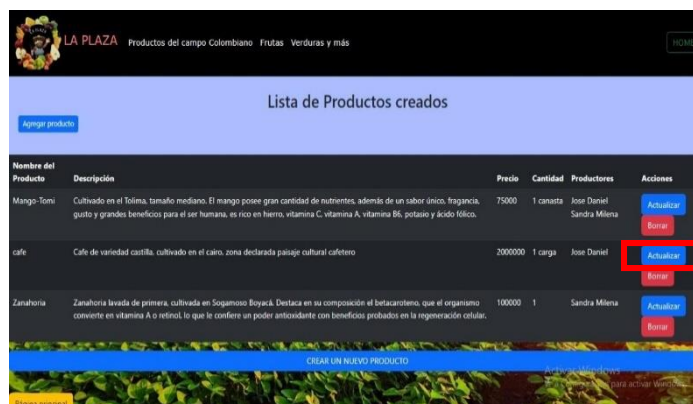 LA PLAZA
LA PLAZA Productos del campo Colombiano Frutas Verduras y más HOME
Lista de Productos creados
Agregar producto
Nombre del
Producto Descripción Precio Cantidad Productores Acciones
Mango-Tomi Cultivado en el Tolima, tamaño mediano. El mango posee gran cantidad de nutrientes, además de un sabor único, fragancia, 75000 1 canasta Jose Daniel Actualizar
gusto y grandes beneficios para el ser humana, es rico en hierro, vitamina C, vitamina A, vitamina B6, potasio y ácido fólico. Sandra Milena
Borrar
cafe Cafe de variedad castilla, cultivado en el cairo, zona declarada paisaje cultural cafetero 2000000 1 carga Jose Daniel Actualizar
Borrar
Zanahoria Zanahoria lavada de primera, cultivada en Sogamoso Boyacá. Destaca en su composición el betacaroteno, que el organismo 100000 1 Sandra Milena Actualizar
convierte en vitamina A o retinol, lo que le confiere un poder antioxidante con beneficios probados en la regeneración celular.
Borrar
CREAR UN NUEVO PRODUCTO
Activar Windows
para activar Windows
Página principal